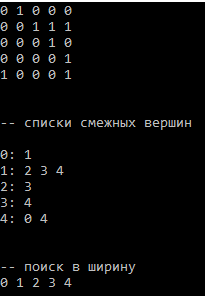 0 1 0 0 0
0 0 1 1 1
0 0 0 1 0
0 0 0 0 1
1 0 0 0 1
-- списки смежных вершин
0: 1
1: 2 3 4
2: 3
3: 4
4: 0 4
-- поиск в ширину
0 1 2 3 4